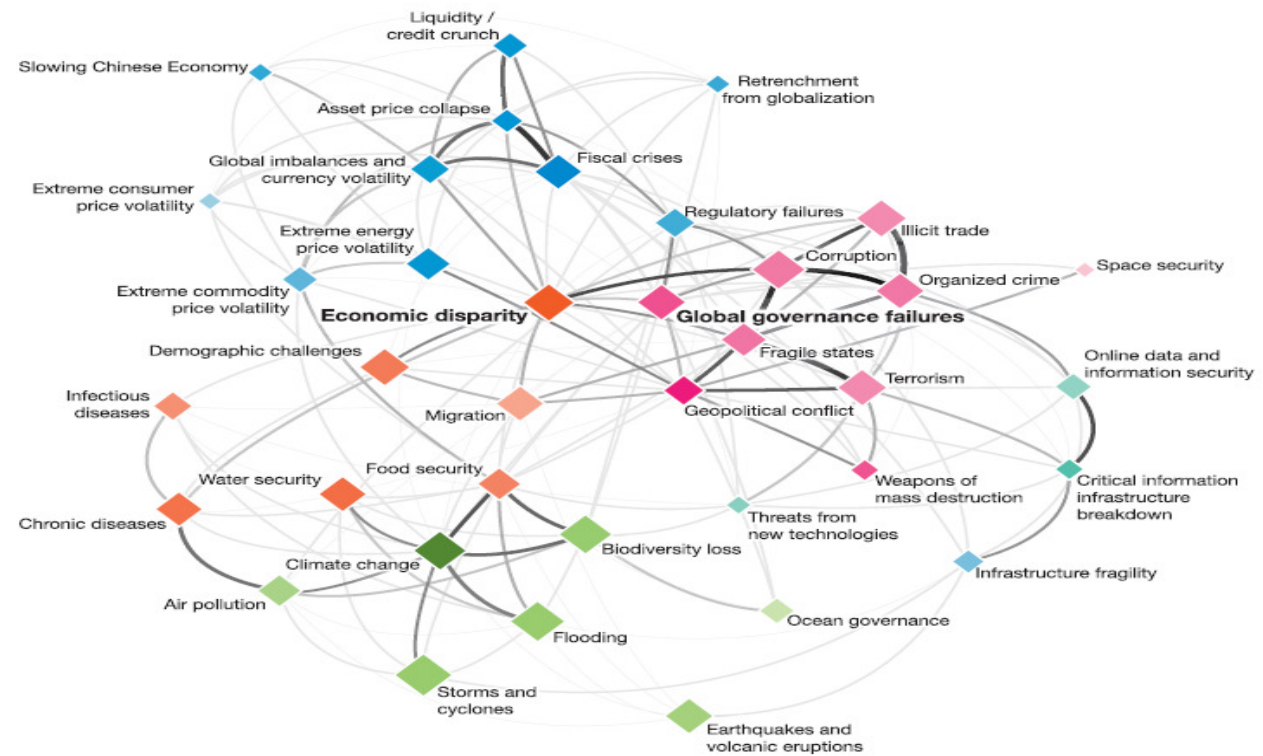 Liquidity /
credit crunch
Slowing Chinese Economy
Retrenchment
from globalization
Asset price collapse
Fiscal crises
Global imbalances and
currency volatility
Extreme consumer
price volatility
Regulatory failures
Illicit trade
Extreme energy
price volatility
Corruption
Space security
Organized crime
Extreme commodity
price volatility
Economic disparity
Global governance failures
Demographic challenges
Fragile states
Online data and
information security
Terrorism
Infectious
diseases
Migration
Geopolitical conflict
Food security
Water security
Weapons of
mass destruction
Critical information
infrastructure
breakdown
Chronic diseases
Threats from
new technologies
Biodiversity loss
Climate change
Infrastructure fragility
Air pollution
Ocean governance
Flooding
Storms and
cyclones
Earthquakes and
volcanic eruptions